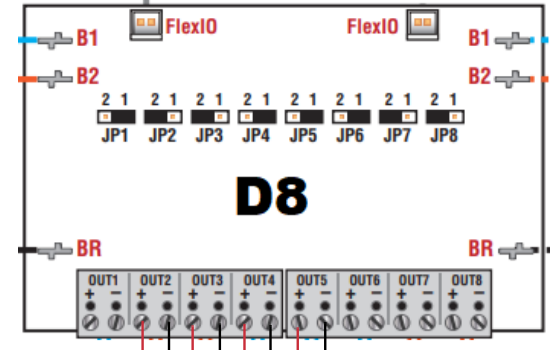 FlexIO FlexIO
B1 B1
B2 B2
2 1 2 1 2 1 2 1 2 1 2 1 2 1 2 1
JP1 JP2 JP3 JP4 JP5 JP6 JP7 JP8
D8
BR BR
OUT1 OUT2 OUT3 OUT4 OUT5 OUT6 OUT7 OUT8
+ − + − + − + − + − + − + − + −